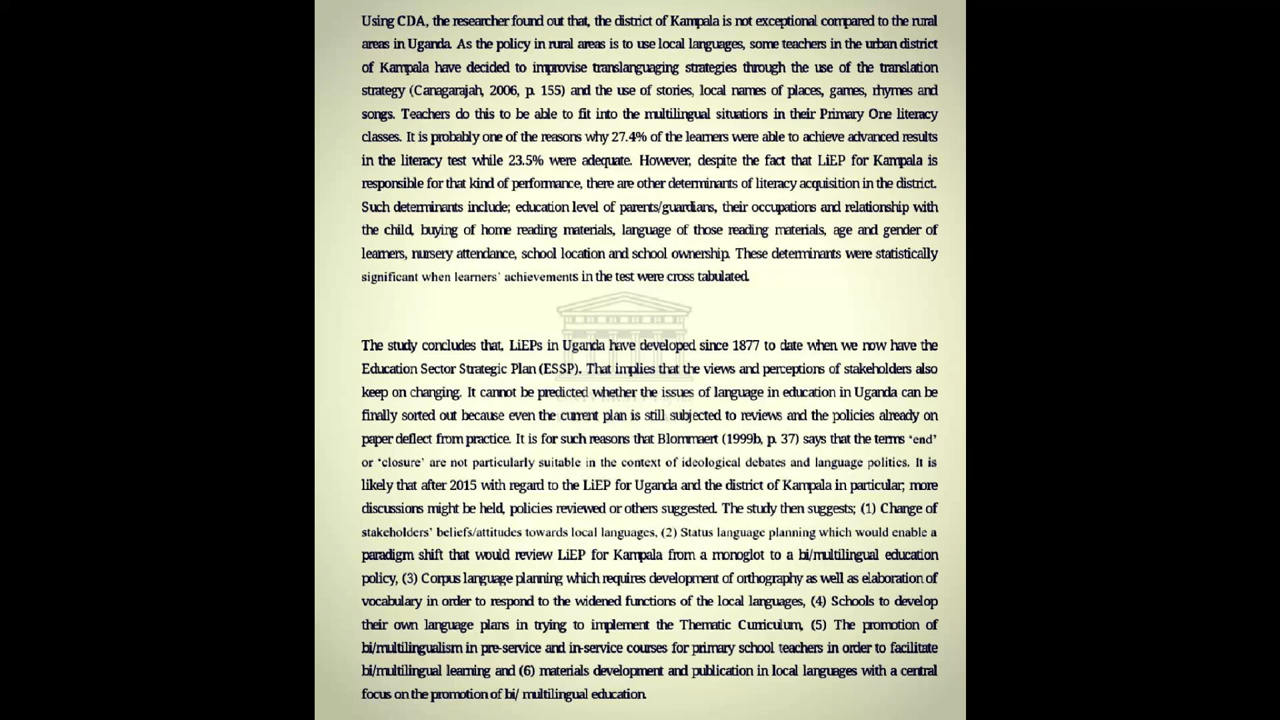 Using CDA, the researcher found out that, the district of Kampala is not exceptional compared to the rural
areas in Uganda. As the policy in rural areas is to use local languages, some teachers in the urban district
of Kampala have decided to improvise translanguaging strategies through the use of the translation
strategy (Canagarajah, 2006, p. 155) and the use of stories, local names of places, games, rhymes and
songs. Teachers do this to be able to fit into the multilingual situations in their Primary One literacy
classes. It is probably one of the reasons why 27.4% of the learners were able to achieve advanced results
in the literacy test while 23.5% were adequate. However, despite the fact that LiEP for Kampala is
responsible for that kind of performance, there are other determinants of literacy acquisition in the district.
Such determinants include; education level of parents/guardians, their occupations and relationship with
the child, buying of home reading materials, language of those reading materials, age and gender of
learners, nursery attendance, school location and school ownership. These determinants were statistically
significant when learners' achievements in the test were cross tabulated.
The study concludes that, LiEPs in Uganda have developed since 1877 to date when we now have the
Education Sector Strategic Plan (ESSP). That implies that the views and perceptions of stakeholders also
keep on changing. It cannot be predicted whether the issues of language in education in Uganda can be
finally sorted out because even the current plan is still subjected to reviews and the policies already on
paper deflect from practice. It is for such reasons that Blommaert (1999b, p. 37) says that the terms 'end'
or 'closure' are not particularly suitable in the context of ideological debates and language politics. It is
likely that after 2015 with regard to the LiEP for Uganda and the district of Kampala in particular; more
discussions might be held, policies reviewed or others suggested. The study then suggests; (1) Change of
stakeholders' beliefs/attitudes towards local languages, (2) Status language planning which would enable a
paradigm shift that would review LiEP for Kampala from a monoglot to a bi/multilingual education
policy, (3) Corpus language planning which requires development of orthography as well as elaboration of
vocabulary in order to respond to the widened functions of the local languages, (4) Schools to develop
their own language plans in trying to implement the Thematic Curriculum, (5) The promotion of
bi/multilingualism in pre-service and in-service courses for primary school teachers in order to facilitate
bi/multilingual learning and (6) materials development and publication in local languages with a central
focus on the promotion of bi/ multilingual education.